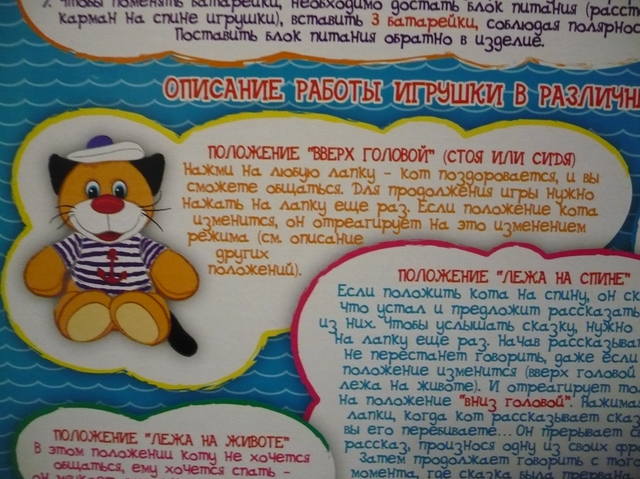 Чтобы поменять батарейки, необходимо достать блок питания
карман на спине игрушки), вставить 3 батарейки, соблюдая
Поставить блок питания обратно в изделие.
ОПИСАНИЕ РАБОТЫ ИГРУШКИ В
ПОЛОЖЕНИЕ "ВВЕРХ ГОЛОВОЙ" (СТОЯ ИЛИ СИДЯ)
Нажми на любую лапку - кот поздоровается, и вы
сможете общаться. Для продолжения игры нужно
нажать на лапку еще раз. Если положение кота
изменится, он отреагирует на это изменением
режима (см. описание
других
положений).
ПОЛОЖЕНИЕ "ЛЕЖА НА СПИНЕ"
Если положить кота на спину, он
что устал и предложит
из них. Чтобы услышать сказку, нужно
на лапку еще раз. Начав
не перестанет говорить, даже если
положение изменится (вверх головой
лежа на животе). И отреагирует
на положение "вниз головой".
лапки, когда кот рассказывает
вы его перебиваете... Он прерывает
рассказ, произнося одну из своих
Затем продолжает говорить с
момента, где сказка была
ПОЛОЖЕНИЕ "ЛЕЖА НА ЖИВОТЕ"
В этом положении коту не хочется
общаться, ему хочется спать -
он